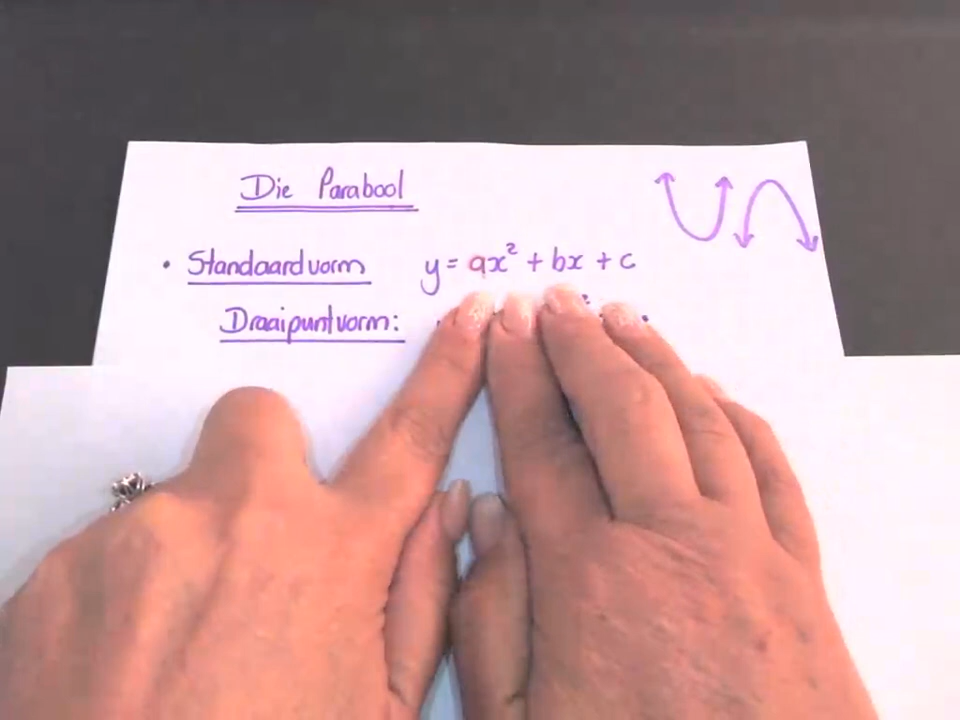 Die Parabool
• Standaardvorm y = ax² + bx + c
Draaipuntvorm: